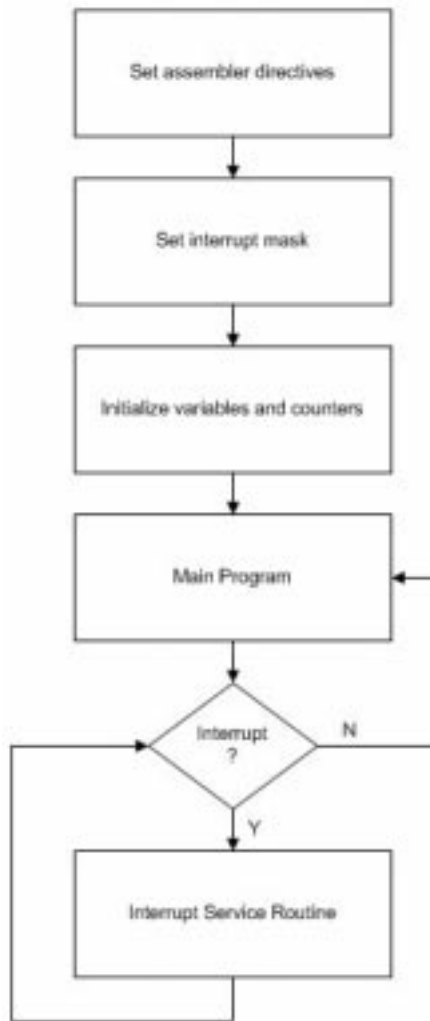 Set assembler directives
Set interrupt mask
Initialize variables and counters
Main Program
Interrupt
?
N
Y
Interrupt Service Routine